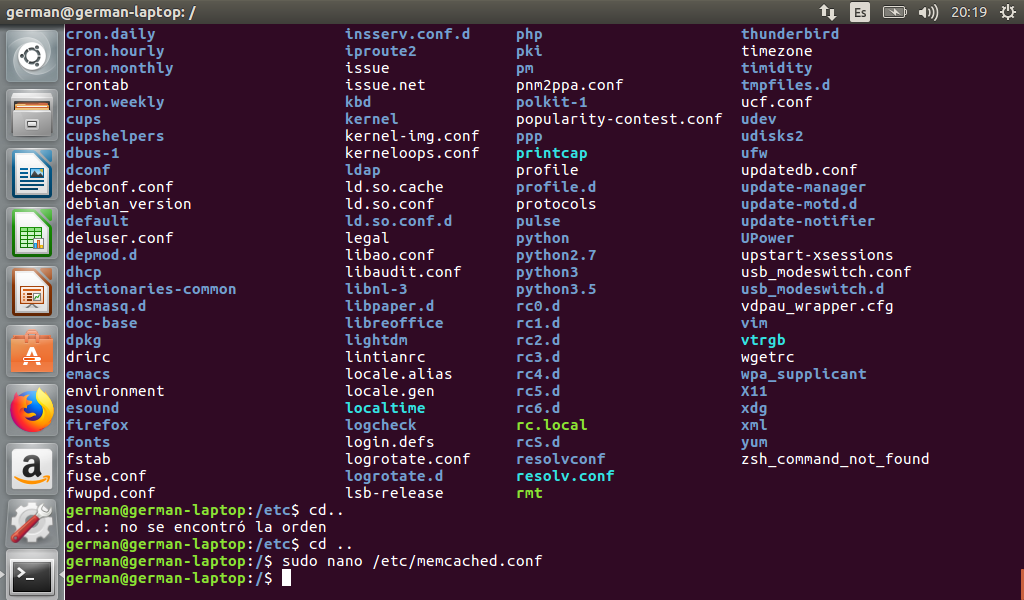 german@german-laptop: / Es 20:19
cron.daily insserv.conf.d php thunderbird
cron.hourly iproute2 pki timezone
cron.monthly issue pm timidity
crontab issue.net pnm2ppa.conf tmpfiles.d
cron.weekly kbd polkit-1 ucf.conf
cups kernel popularity-contest.conf udev
cupshelpers kernel-img.conf ppp udisks2
dbus-1 kerneloops.conf printcap ufw
dconf ldap profile updatedb.conf
debconf.conf ld.so.cache profile.d update-manager
debian_version ld.so.conf protocols update-motd.d
default ld.so.conf.d pulse update-notifier
deluser.conf legal python UPower
depmod.d libao.conf python2.7 upstart-xsessions
dhcp libaudit.conf python3 usb_modeswitch.conf
dictionaries-common libnl-3 python3.5 usb_modeswitch.d
dnsmasq.d libpaper.d rc0.d vdpau_wrapper.cfg
doc-base libreoffice rc1.d vim
dpkg lightdm rc2.d vtrgb
drirc lintianrc rc3.d wgetrc
emacs locale.alias rc4.d wpa_supplicant
environment locale.gen rc5.d X11
esound localtime rc6.d xdg
firefox logcheck rc.local xml
fonts login.defs rcS.d yum
fstab logrotate.conf resolvconf zsh_command_not_found
fuse.conf logrotate.d resolv.conf
fwupd.conf lsb-release rmt
german@german-laptop:/etc$ cd..
cd..: no se encontró la orden
german@german-laptop:/etc$ cd ..
german@german-laptop:/$ sudo nano /etc/memcached.conf
german@german-laptop:/$